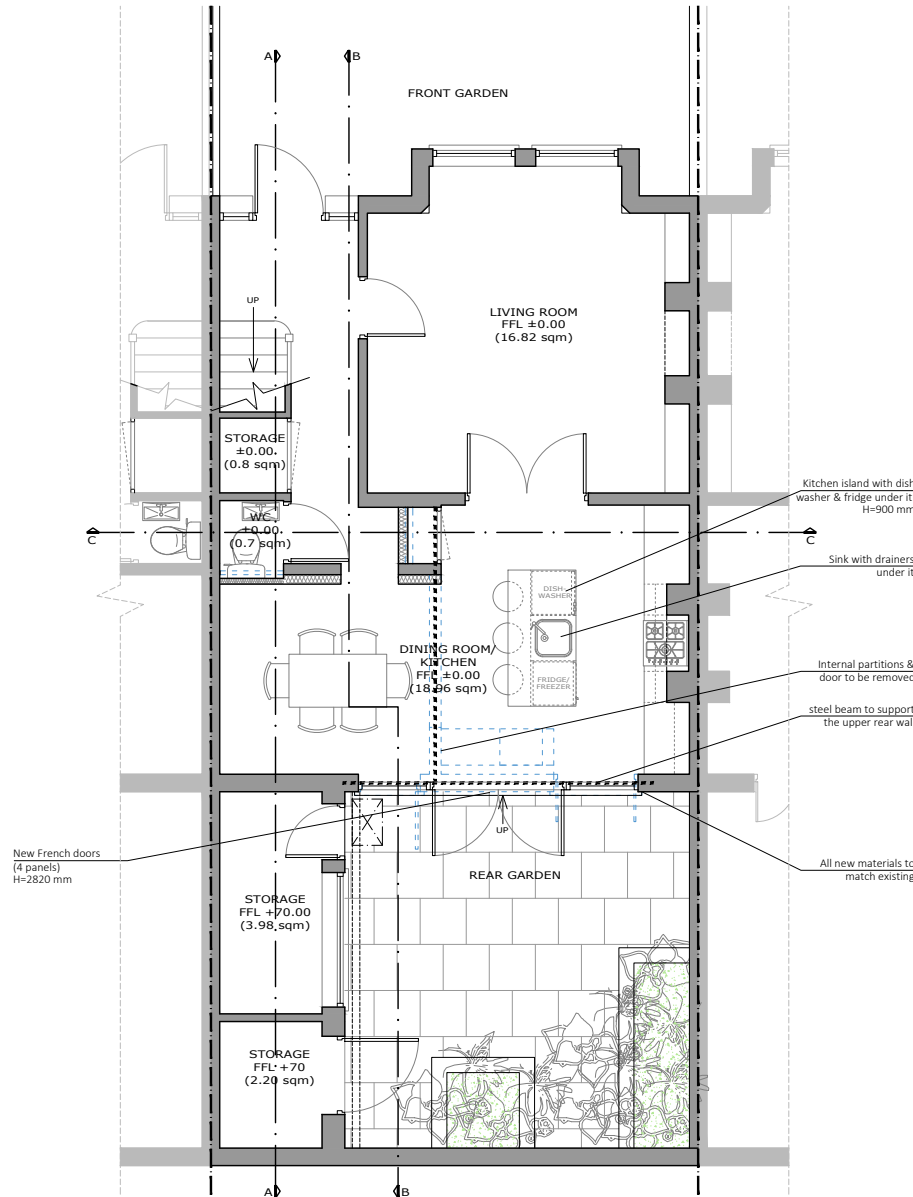 A
B
FRONT GARDEN
UP
LIVING ROOM
FFL ±0.00
(16.82 sqm)
STORAGE
±0.00
(0.8 sqm)
Kitchen island with dish
washer & fridge under it
H=900 mm
WC
±0.00
(0.7 sqm)
C
C
Sink with drainers
under it
DISH
WASHER
DINING ROOM/
KITCHEN
FFL ±0.00
(18.96 sqm)
FRIDGE/
FREEZER
Internal partitions &
door to be removed
steel beam to support
the upper rear wal
UP
New French doors
(4 panels)
H=2820 mm
REAR GARDEN
All new materials to
match existing
STORAGE
FFL +70.00
(3.98 sqm)
STORAGE
FFL +70
(2.20 sqm)
A
B